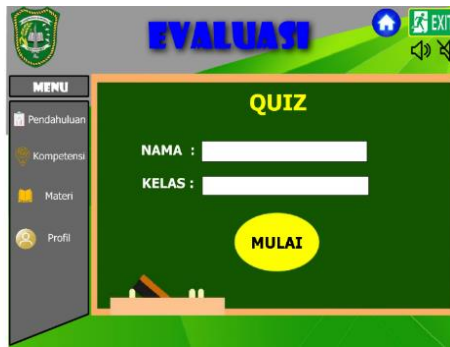 EVALUASI
EXIT
MENU
Pendahuluan
Kompetensi
Materi
Profil
QUIZ
NAMA :
KELAS :
MULAI